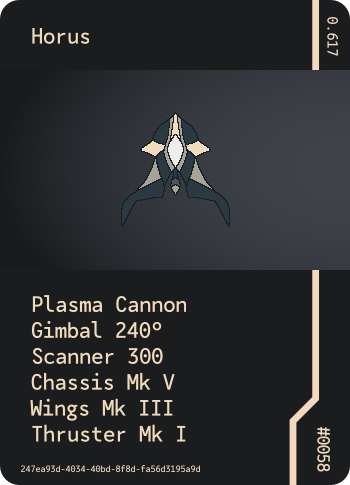 Horus
0.617
Plasma Cannon
Gimbal 240°
Scanner 300
Chassis Mk V
Wings Mk III
Thruster Mk I
#0058
247ea93d-4034-40bd-8f8d-fa56d3195a9d